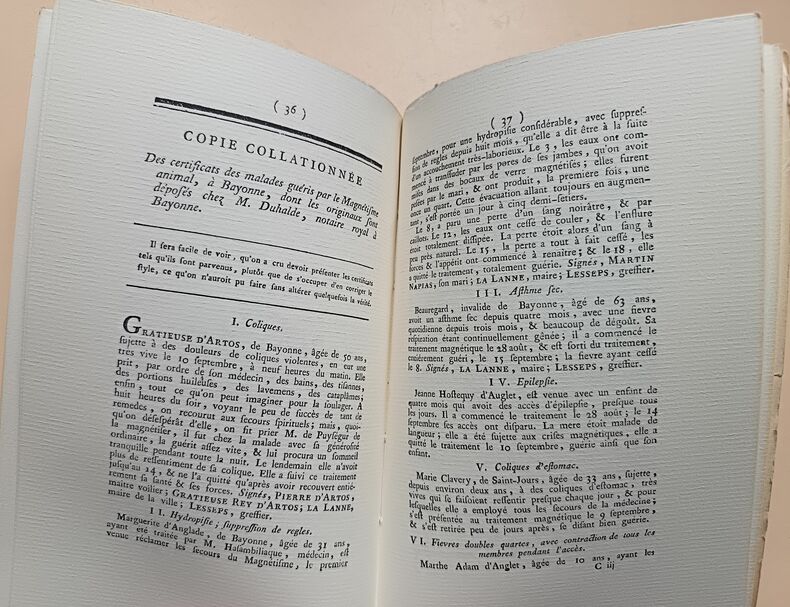 ( 36 )
COPIE COLLATIONNÉE
Des certificats des malades guéris par le Magnétisme
animal, à Bayonne, dont les originaux sont
déposés chez M. Duhalde, notaire royal à
Bayonne.
Il sera facile de voir, qu'on a cru devoir présenter les certificats
tels qu'ils sont parvenus, plutôt que de s'occuper d'en corriger le
style, ce qu'on n'auroit pu faire sans altérer quelquefois la vérité.
I. Coliques.
GRATIEUSE D'ARTOS, de Bayonne, âgée de 50 ans,
sujette à des douleurs de coliques violentes, en eut une
très vive le 10 septembre, à neuf heures du matin. Elle
prit, par ordre de son médecin, des bains, des tisannes,
des portions huileuses, des lavemens, des cataplâmes;
enfin, tout ce qu'on peut imaginer pour la soulager. A
huit heures du soir, voyant le peu de succès de tant de
remedes, on recourut aux secours spirituels; mais, quoi-
qu'on désespérât d'elle, on fit prier M. de Puységur de
la magnétiser, il fut chez la malade avec sa générosité
ordinaire, la guérit assez vite, & lui procura un sommeil
tranquille pendant toute la nuit. Le lendemain elle n'avoit
plus de ressentiment de sa colique. Elle a suivi ce traitement
jusqu'au 14, & ne l'a quitté qu'après avoir recouvert entié-
rement sa santé & ses forces. Signés, PIERRE D'ARTOS,
maître voilier; GRATIEUSE REY D'ARTOS; LA LANNE,
maire de la ville; LESSEPS, greffier.
II. Hydropisie; suppression de regles.
Marguerite d'Anglade, de Bayonne, âgée de 31 ans,
ayant été traitée par M. Hasambiliaque, médecin, est
venue réclamer les secours du Magnétisme, le premier
( 37 )
septembre, pour une hydropisie considérable, avec suppres-
sion de regles depuis huit mois, qu'elle a dit être à la suite
d'un accouchement très-laborieux. Le 3, les eaux ont com-
mencé à transsuder par les pores de ses jambes, qu'on avoit
mises dans des bocaux de verre magnétisés; elles furent
pesées par le mari, & ont produit, la premiere fois, une
once un quart. Cette évacuation allant toujours en augmen-
tant, s'est portée un jour à cinq demi-setiers.
Le 8, a paru une perte d'un sang noirâtre, & par
caillots. Le 12, les eaux ont cessé de couler, & l'enflure
étoit totalement dissipée. La perte étoit alors d'un sang à
peu près naturel. Le 15, la perte a tout à fait cessé, les
forces & l'appétit ont commencé à renaître; & le 18, elle
a quitté le traitement, totalement guérie. Signés, MARTIN
NAPIAS, son mari; LA LANNE, maire; LESSEPS, greffier.
III. Asthme sec.
Beauregard, invalide de Bayonne, âgé de 63 ans,
avoit un asthme sec depuis quatre mois, avec une fievre
quotidienne depuis trois mois, & beaucoup de dégoût. Sa
respiration étant continuellement gênée; il a commencé le
traitement magnétique le 28 août; & est sorti du traitement,
entiérement guéri, le 15 septembre; la fievre ayant cessé
le 8. Signés, LA LANNE, maire; LESSEPS, greffier.
IV. Epilepsie.
Jeanne Hostequy d'Auglet, est venue avec un enfant de
quatre mois qui avoit des accès d'épilepsie, presque tous
les jours. Il a commencé le traitement le 28 août; le 14
septembre ses accès ont disparu. La mere étoit malade de
langueur; elle a été sujette aux crises magnétiques, elle a
quitté le traitement le 10 septembre, guérie ainsi que son
enfant.
V. Coliques d'estomac.
Marie Clavery, de Saint-Jours, âgée de 33 ans, sujette,
depuis environ deux ans, à des coliques d'estomac, très
vives qui se faisoient ressentir presque chaque jour, & pour
lesquelles elle a employé tous les secours de la médecine;
s'est présentée au traitement magnétique le 9 septembre,
& s'est retirée peu de jours après, se disant bien guérie.
VI. Fievres doubles quartes, avec contraction de tous les
membres pendant l'accès.
Marthe Adam d'Anglet, âgée de 10 ans, ayant les
C iij